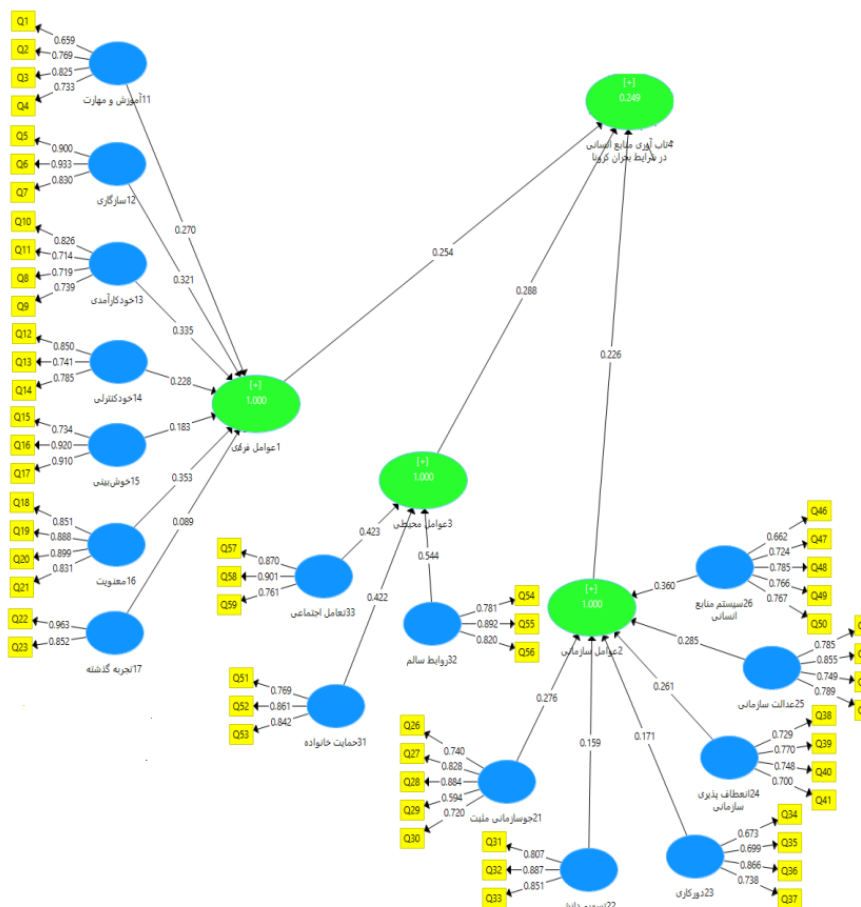 Q1
Q2
Q3
Q4
0.659
0.769
0.825
0.733
11آموزش و مهارت
Q5
Q6
Q7
0.900
0.933
0.830
12سازگاری
Q10
Q11
Q8
Q9
0.826
0.714
0.719
0.739
13خودکارآمدی
Q12
Q13
Q14
0.850
0.741
0.785
14خودکنترلی
Q15
Q16
Q17
0.734
0.920
0.910
15خوش‌بینی
Q18
Q19
Q20
Q21
0.851
0.888
0.899
0.831
16معنویت
Q22
Q23
0.963
0.852
17تجربه گذشته
0.270
0.321
0.335
0.228
0.183
0.353
0.089
[+]
1.000
1عوامل فردی
[+]
0.249
4تاب آوری منابع انسانی
در شرایط بحران کرونا
0.254
0.288
0.226
[+]
1.000
3عوامل محیطی
0.423
0.422
0.544
Q57
Q58
Q59
0.870
0.901
0.761
33تعامل اجتماعی
Q51
Q52
Q53
0.769
0.861
0.842
31حمایت خانواده
0.781
0.892
0.820
Q54
Q55
Q56
32روابط سالم
[+]
1.000
2عوامل سازمانی
0.360
0.285
0.261
0.171
0.159
0.276
Q46
Q47
Q48
Q49
Q50
0.662
0.724
0.785
0.766
0.767
26سیستم منابع
انسانی
0.785
0.855
0.749
0.789
25عدالت سازمانی
Q38
Q39
Q40
Q41
0.729
0.770
0.748
0.700
24انعطاف پذیری
سازمانی
Q34
Q35
Q36
Q37
0.673
0.699
0.866
0.738
23دورکاری
Q26
Q27
Q28
Q29
Q30
0.740
0.828
0.884
0.594
0.720
21جوسازمانی مثبت
Q31
Q32
Q33
0.807
0.887
0.851